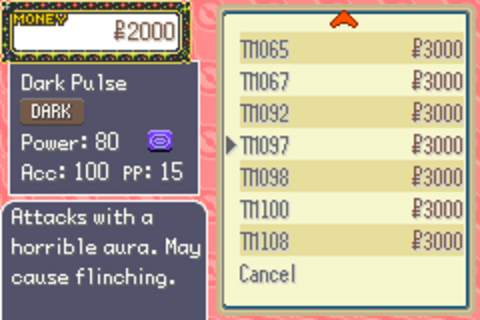 MONEY
₽2000
Dark Pulse
DARK
Power: 80
Acc: 100 PP: 15
Attacks with a
horrible aura. May
cause flinching.
TM065 ₽3000
TM067 ₽3000
TM092 ₽3000
TM097 ₽3000
TM098 ₽3000
TM100 ₽3000
TM108 ₽3000
Cancel